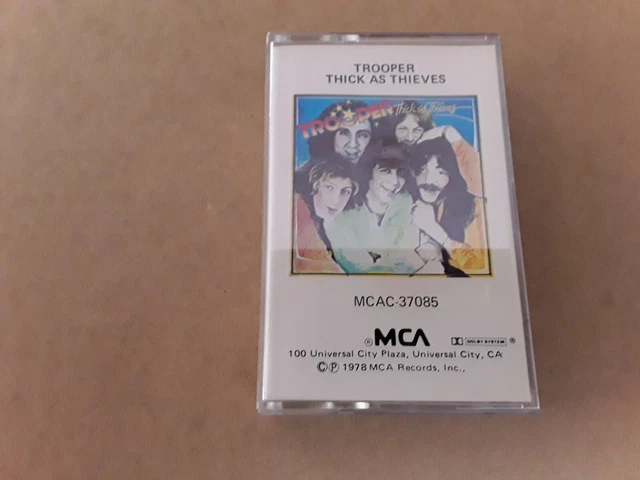 TROOPER
THICK AS THIEVES
TROOPER Thick as Thieves
MCAC-37085
® MCA DOLBY SYSTEM ®
100 Universal City Plaza, Universal City, CA
©℗ 1978 MCA Records, Inc.,